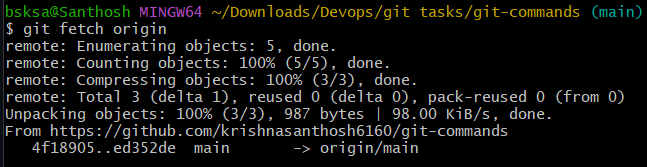 bsksa@Santhosh MINGW64 ~/Downloads/Devops/git tasks/git-commands (main)
$ git fetch origin
remote: Enumerating objects: 5, done.
remote: Counting objects: 100% (5/5), done.
remote: Compressing objects: 100% (3/3), done.
remote: Total 3 (delta 1), reused 0 (delta 0), pack-reused 0 (from 0)
Unpacking objects: 100% (3/3), 987 bytes | 98.00 KiB/s, done.
From https://github.com/krishnasanthosh6160/git-commands
   4f18905..ed352de  main       -> origin/main